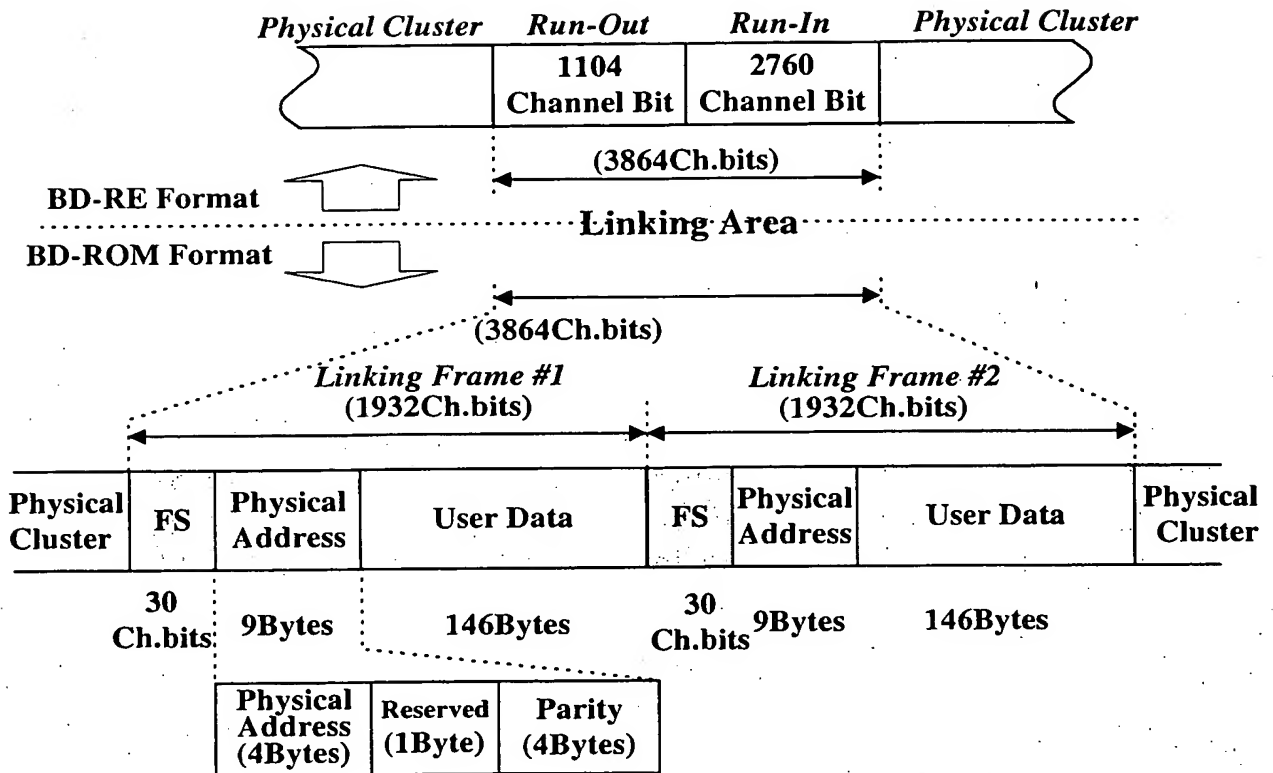 Physical Cluster Run-Out Run-In Physical Cluster
1104 2760
Channel Bit Channel Bit
(3864Ch.bits)
BD-RE Format
Linking Area
BD-ROM Format
(3864Ch.bits)
Linking Frame #1 Linking Frame #2
(1932Ch.bits) (1932Ch.bits)
Physical Physical Physical Physical
Cluster FS Address User Data FS Address User Data Cluster
30 30
Ch.bits 9Bytes 146Bytes Ch.bits 9Bytes 146Bytes
Physical
Address Reserved Parity
(4Bytes) (1Byte) (4Bytes)